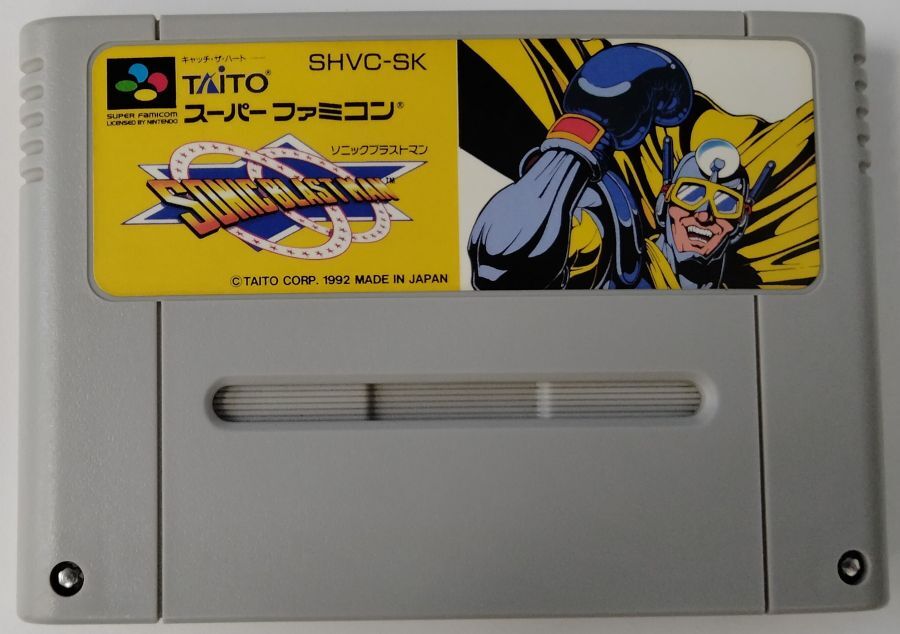 キャッチ・ザ・ハート
TAITO®
SHVC-SK
SUPER FAMICOM
LICENSED BY NINTENDO
スーパーファミコン®
ソニックブラストマン
SONIC BLAST MAN™
©TAITO CORP. 1992 MADE IN JAPAN